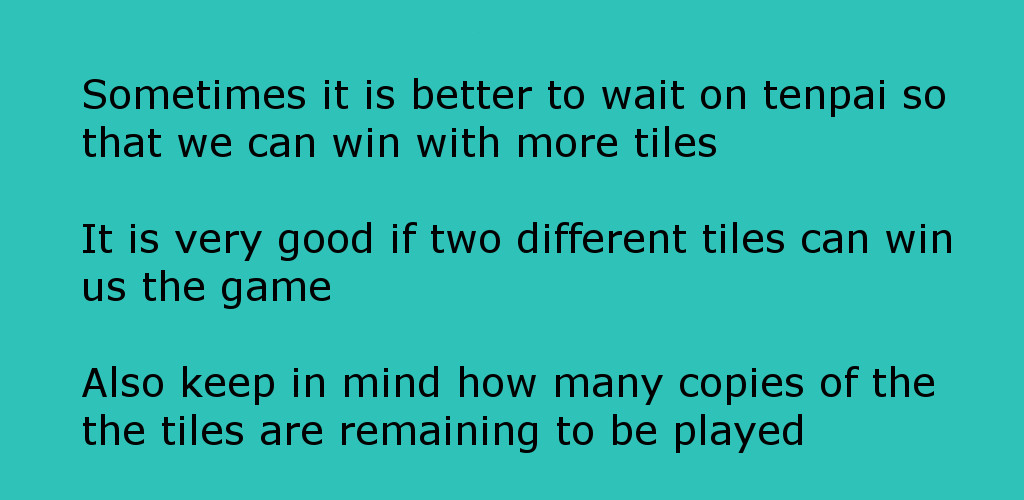 Sometimes it is better to wait on tenpai so
that we can win with more tiles
It is very good if two different tiles can win
us the game
Also keep in mind how many copies of the
the tiles are remaining to be played